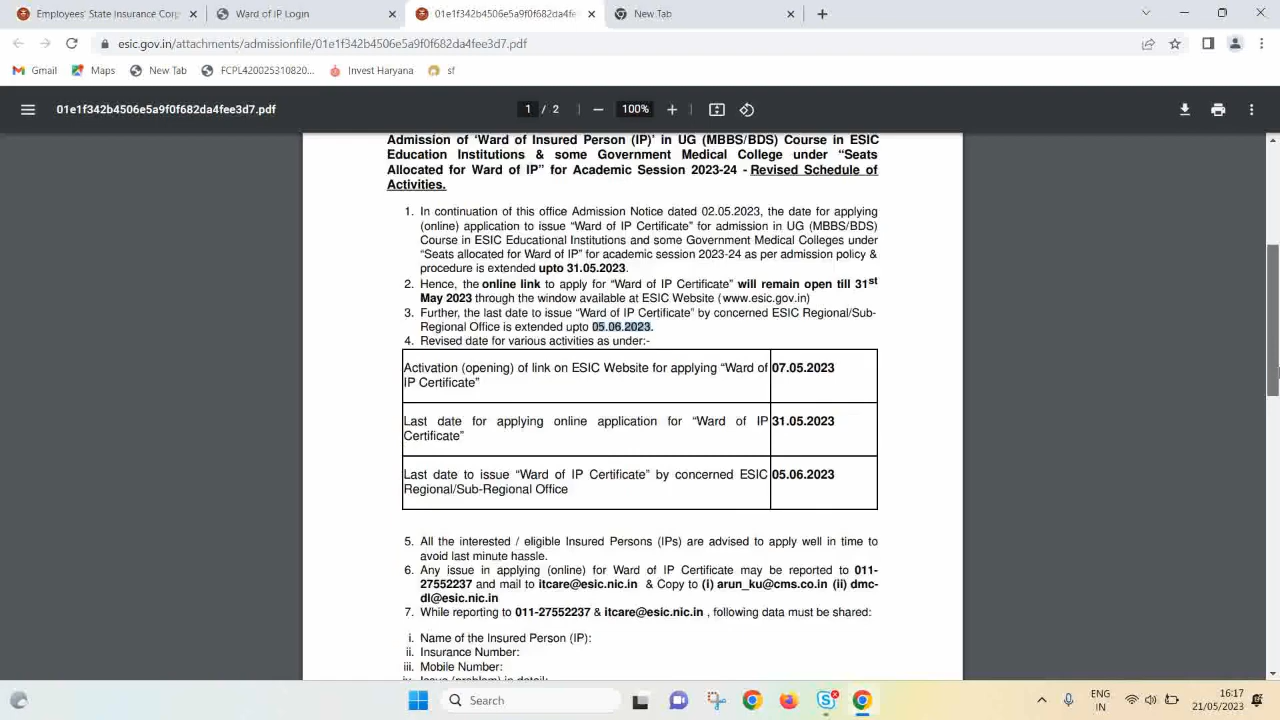 Employees' State Insurance Corp
Ward of IP Login
01e1f342b4506e5a9f0f682da4fe
New Tab
esic.gov.in/attachments/admissionfile/01e1f342b4506e5a9f0f682da4fee3d7.pdf
Gmail
Maps
New Tab
FCPL420025310820...
Invest Haryana
sf
01e1f342b4506e5a9f0f682da4fee3d7.pdf
1 / 2
100%
Admission of ‘Ward of Insured Person (IP)’ in UG (MBBS/BDS) Course in ESIC
Education Institutions & some Government Medical College under “Seats
Allocated for Ward of IP” for Academic Session 2023-24 - Revised Schedule of
Activities.
1. In continuation of this office Admission Notice dated 02.05.2023, the date for applying
(online) application to issue “Ward of IP Certificate” for admission in UG (MBBS/BDS)
Course in ESIC Educational Institutions and some Government Medical Colleges under
“Seats allocated for Ward of IP” for academic session 2023-24 as per admission policy &
procedure is extended upto 31.05.2023.
2. Hence, the online link to apply for “Ward of IP Certificate” will remain open till 31st
May 2023 through the window available at ESIC Website (www.esic.gov.in)
3. Further, the last date to issue “Ward of IP Certificate” by concerned ESIC Regional/Sub-
Regional Office is extended upto 05.06.2023.
4. Revised date for various activities as under:-
Activation (opening) of link on ESIC Website for applying “Ward of 07.05.2023
IP Certificate”
Last date for applying online application for “Ward of IP 31.05.2023
Certificate”
Last date to issue “Ward of IP Certificate” by concerned ESIC 05.06.2023
Regional/Sub-Regional Office
5. All the interested / eligible Insured Persons (IPs) are advised to apply well in time to
avoid last minute hassle.
6. Any issue in applying (online) for Ward of IP Certificate may be reported to 011-
27552237 and mail to itcare@esic.nic.in & Copy to (i) arun_ku@cms.co.in (ii) dmc-
dl@esic.nic.in
7. While reporting to 011-27552237 & itcare@esic.nic.in , following data must be shared:
i. Name of the Insured Person (IP):
ii. Insurance Number:
iii. Mobile Number:
iv. Issue (problem) in detail:
Search
ENG
IN
16:17
21/05/2023